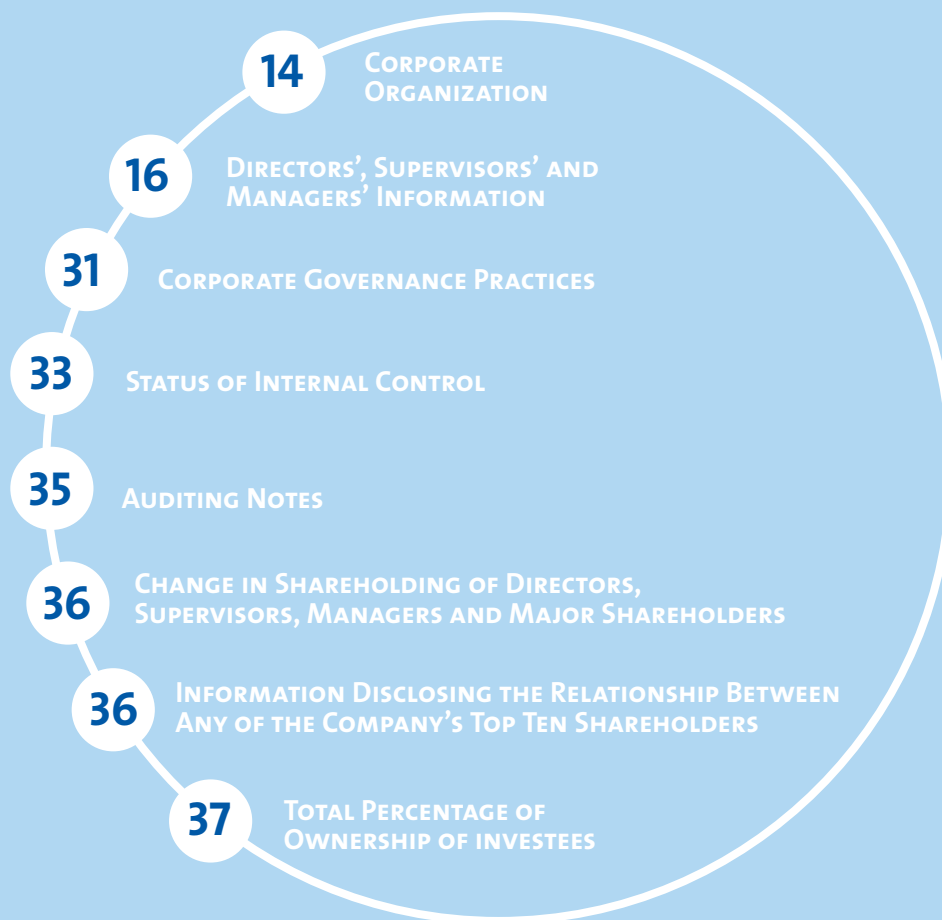 14
Corporate
Organization
16
Directors’, Supervisors’ and
Managers’ Information
31
Corporate Governance Practices
33
Status of Internal Control
35
Auditing Notes
36
Change in Shareholding of Directors,
Supervisors, Managers and Major Shareholders
36
Information Disclosing the Relationship Between
Any of the Company’s Top Ten Shareholders
37
Total Percentage of
Ownership of investees